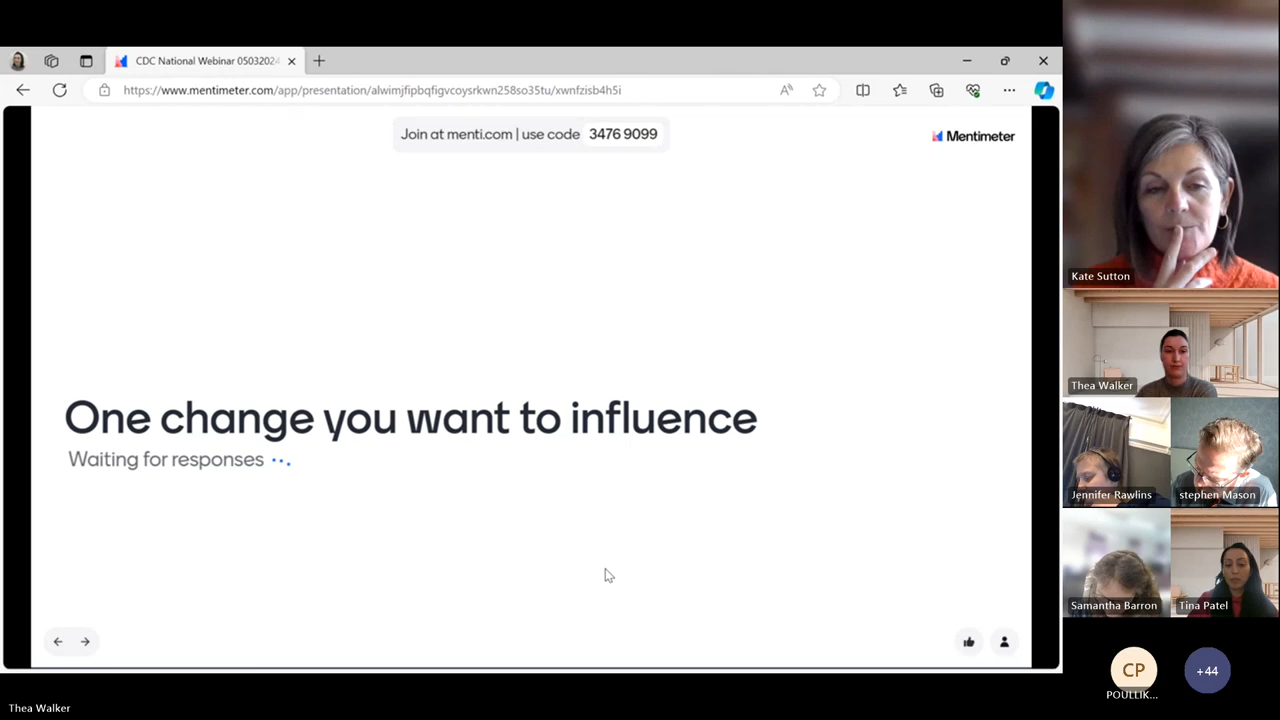 CDC National Webinar 05032024
https://www.mentimeter.com/app/presentation/alwimjfipbqfigvcoysrkwn258so35tu/xwnfzisb4h5i
Join at menti.com | use code 3476 9099
Mentimeter
One change you want to influence
Waiting for responses
Kate Sutton
Thea Walker
Jennifer Rawlins
stephen Mason
Samantha Barron
Tina Patel
CP
+44
POULLIK...
Thea Walker